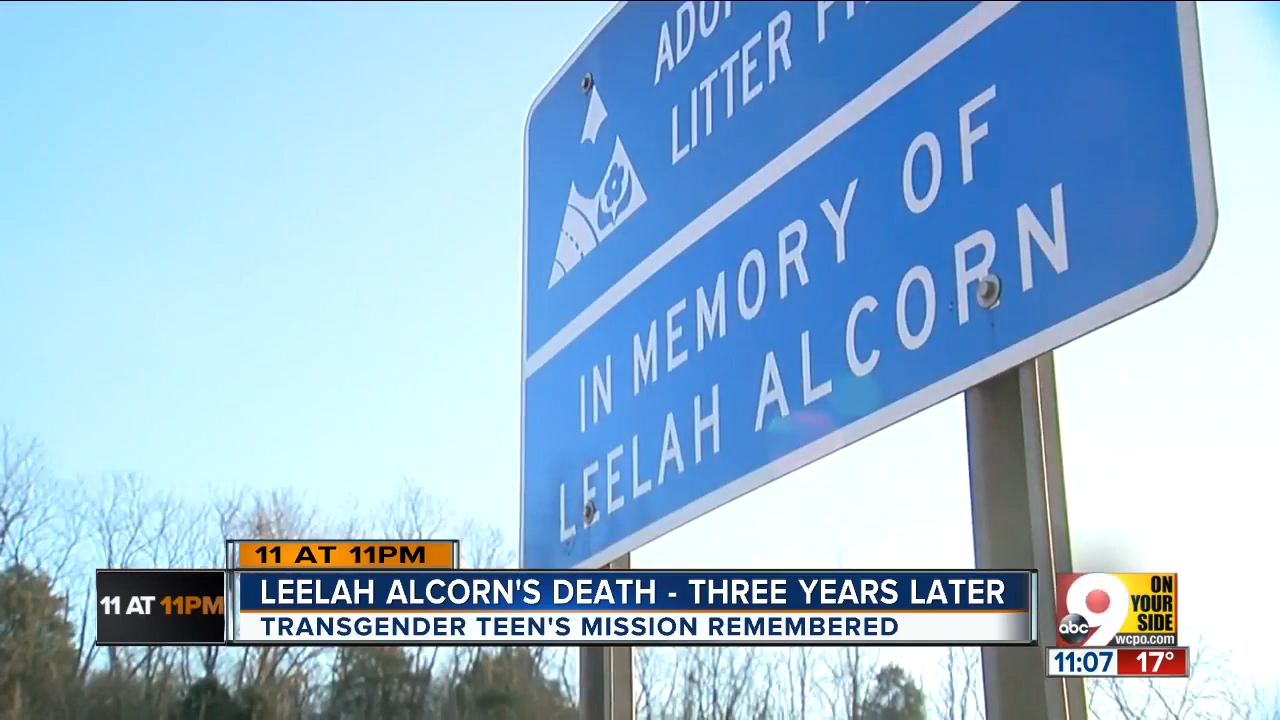 LITTER
IN MEMORY OF
LEELAH ALCORN
11 AT 11PM
11 AT 11PM
LEELAH ALCORN'S DEATH - THREE YEARS LATER
TRANSGENDER TEEN'S MISSION REMEMBERED
abc 9
ON
YOUR
SIDE
wcpo.com
11:07 17°